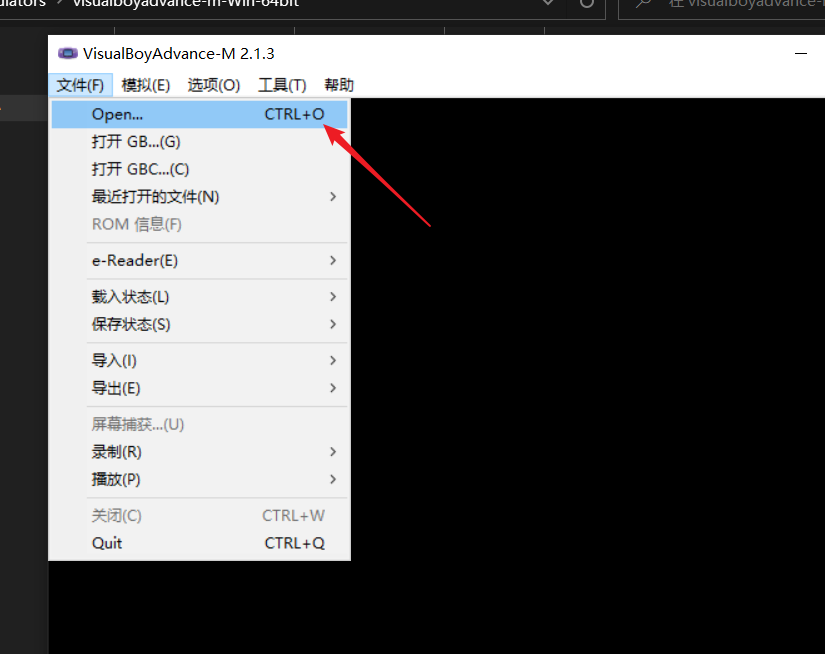 visualboyadvance-m-Win-64bit
VisualBoyAdvance-M 2.1.3
文件(F) 模拟(E) 选项(O) 工具(T) 帮助
Open... CTRL+O
打开 GB...(G)
打开 GBC...(C)
最近打开的文件(N)
ROM 信息(F)
e-Reader(E)
载入状态(L)
保存状态(S)
导入(I)
导出(E)
屏幕捕获...(U)
录制(R)
播放(P)
关闭(C) CTRL+W
Quit CTRL+Q